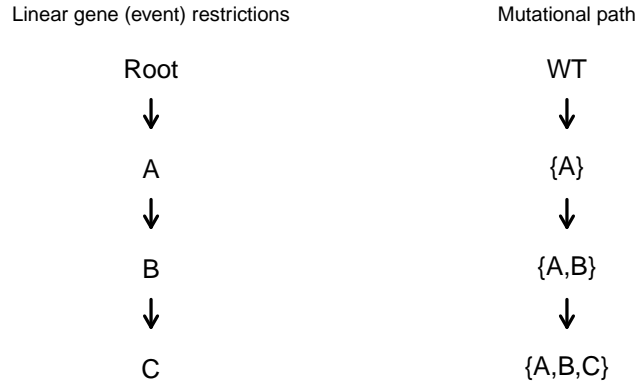 Linear gene (event) restrictions
Mutational path
Root
WT
A
{A}
B
{A,B}
C
{A,B,C}